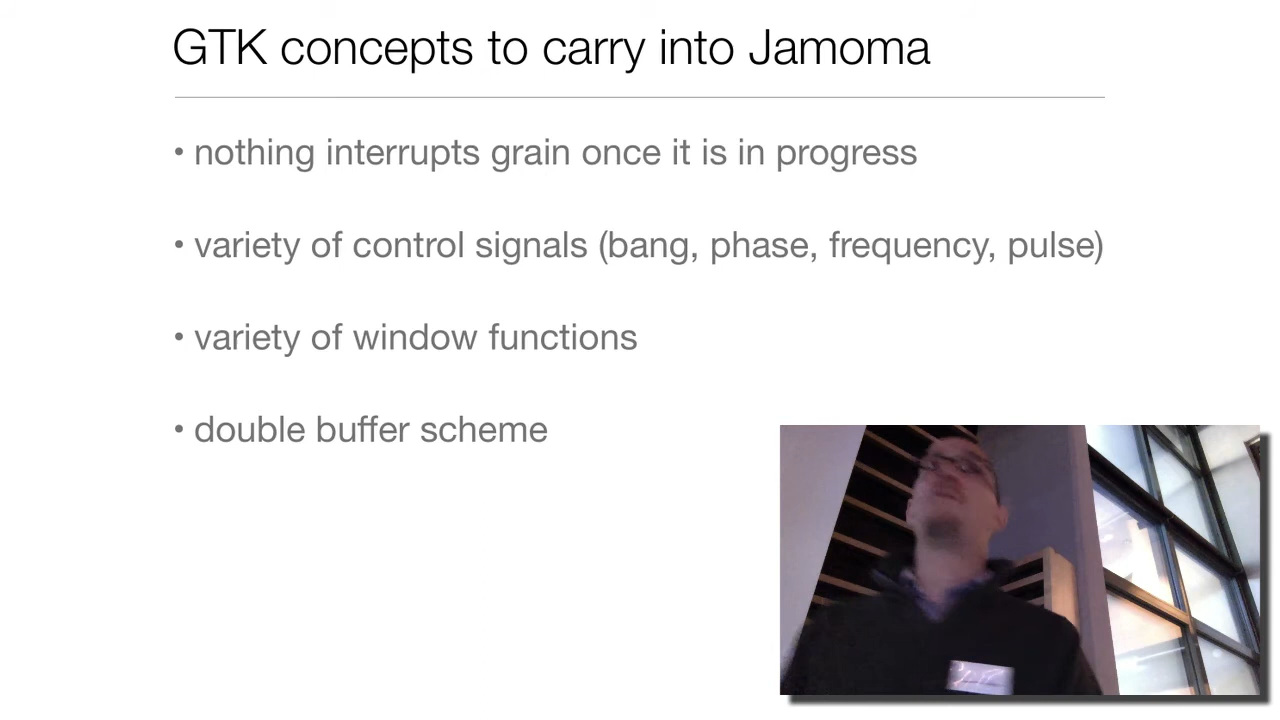 GTK concepts to carry into Jamoma
• nothing interrupts grain once it is in progress
• variety of control signals (bang, phase, frequency, pulse)
• variety of window functions
• double buffer scheme